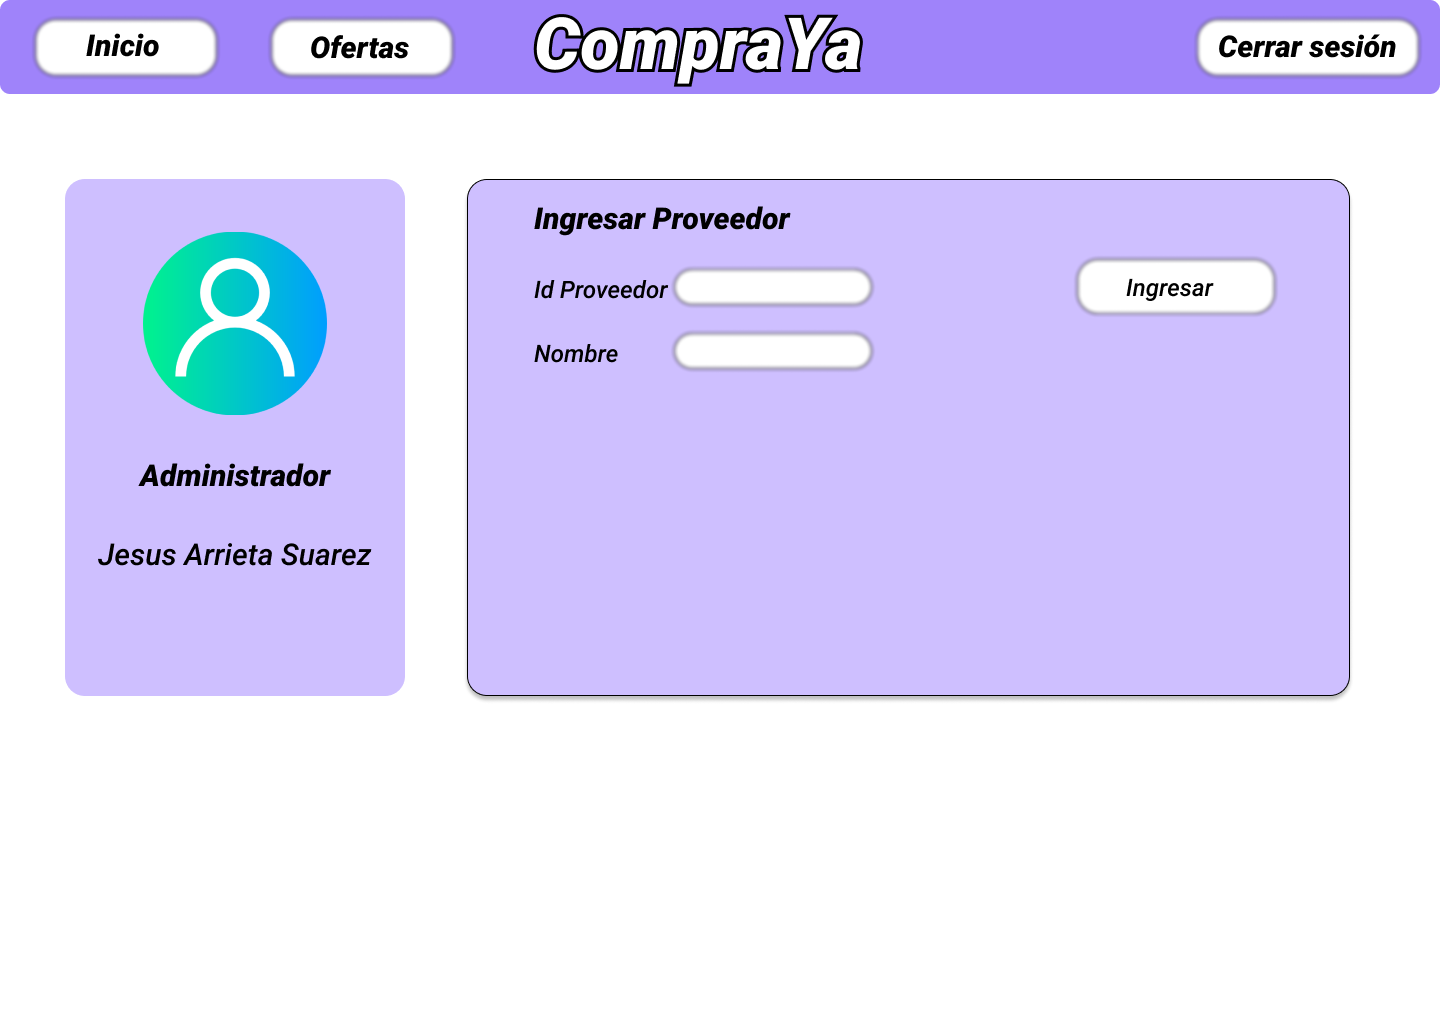 Inicio
Ofertas
CompraYa
Cerrar sesión
Administrador
Jesus Arrieta Suarez
Ingresar Proveedor
Id Proveedor
Ingresar
Nombre